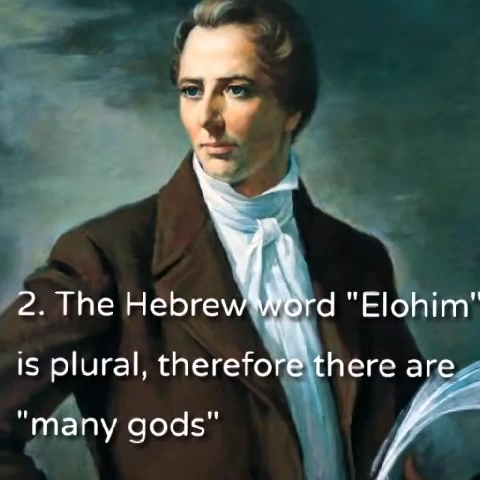 2. The Hebrew word "Elohim"
is plural, therefore there are
"many gods"